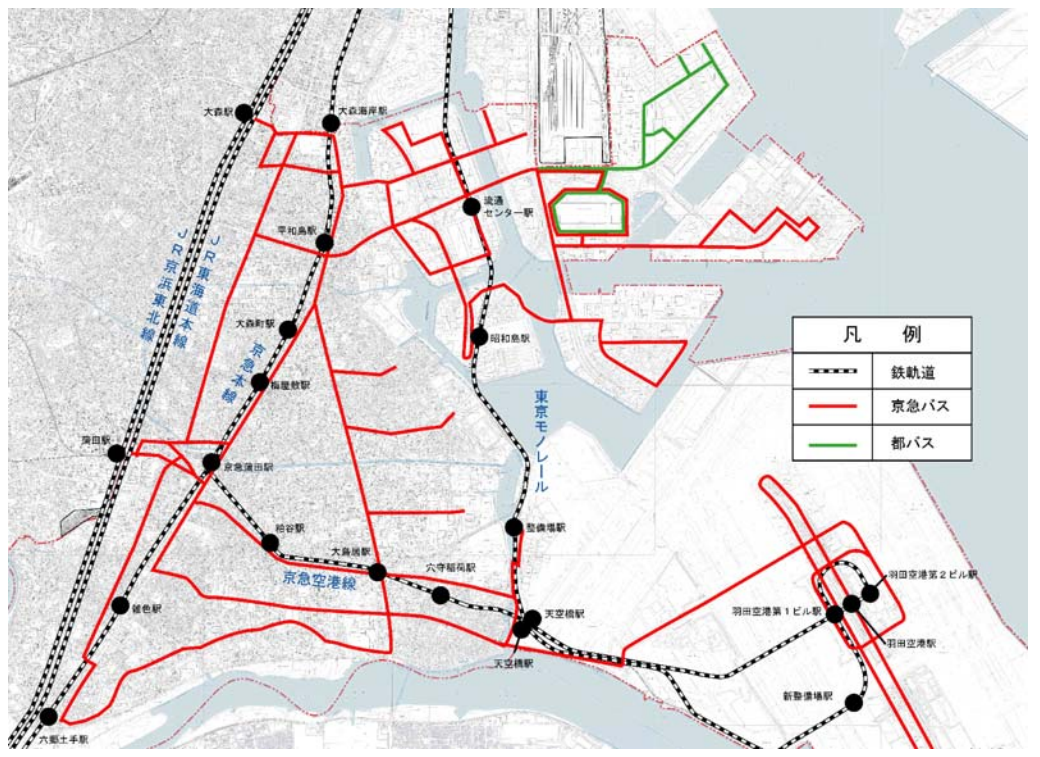 大森駅
大森海岸駅
流通
センター駅
平和島駅
JR東海道本線
JR京浜東北線
大森町駅
昭和島駅
京急本線
梅屋敷駅
東京モノレール
蒲田駅
京急蒲田駅
糀谷駅
大鳥居駅
穴守稲荷駅
整備場駅
京急空港線
雑色駅
天空橋駅
天空橋駅
羽田空港第2ビル駅
羽田空港第1ビル駅
羽田空港駅
新整備場駅
六郷土手駅
凡 例
鉄軌道
京急バス
都バス